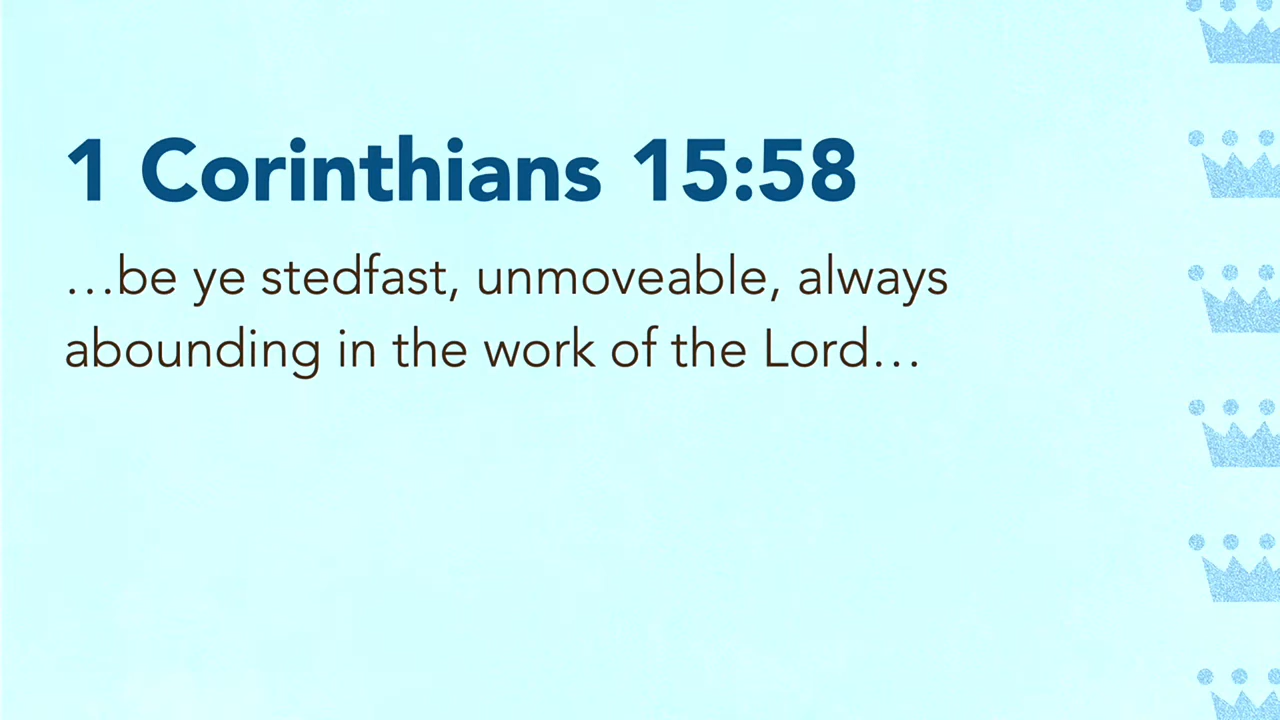 1 Corinthians 15:58
…be ye stedfast, unmoveable, always
abounding in the work of the Lord…